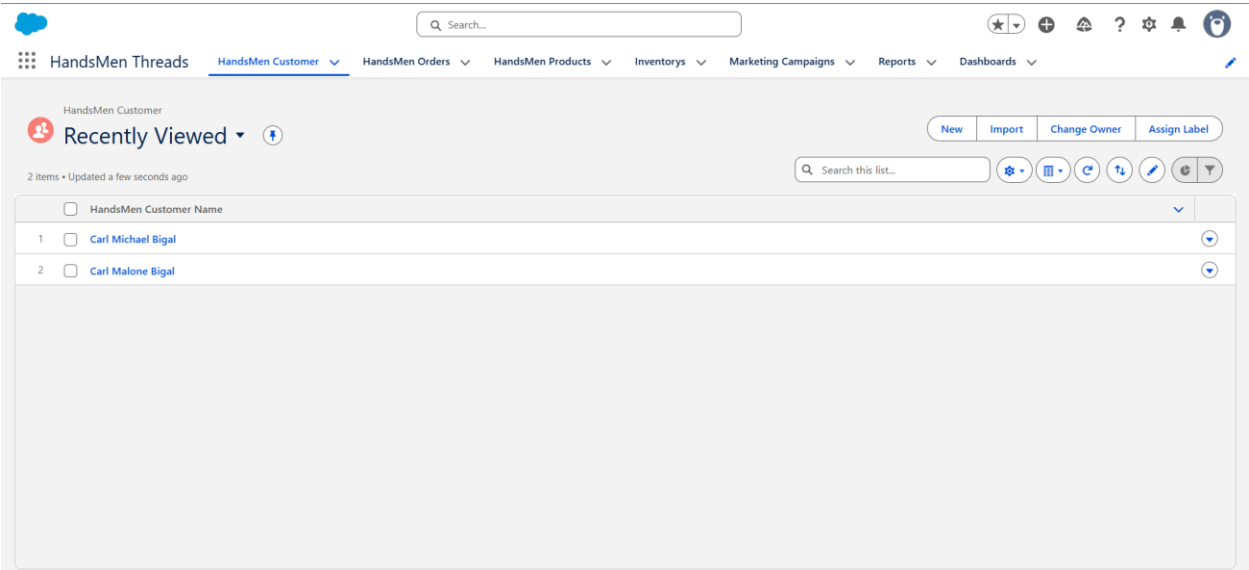 Search...
HandsMen Threads HandsMen Customer HandsMen Orders HandsMen Products Inventorys Marketing Campaigns Reports Dashboards
HandsMen Customer
Recently Viewed
New Import Change Owner Assign Label
2 items • Updated a few seconds ago
Search this list...
HandsMen Customer Name
1 Carl Michael Bigal
2 Carl Malone Bigal